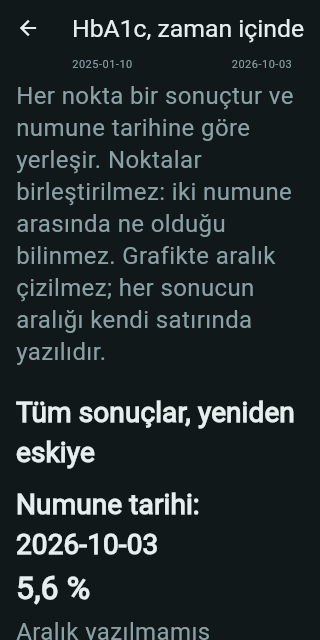 HbA1c, zaman içinde
2025-01-10 2026-10-03
Her nokta bir sonuçtur ve
numune tarihine göre
yerleşir. Noktalar
birleştirilmez: iki numune
arasında ne olduğu
bilinmez. Grafikte aralık
çizilmez; her sonucun
aralığı kendi satırında
yazılıdır.
Tüm sonuçlar, yeniden
eskiye
Numune tarihi:
2026-10-03
5,6 %
Aralık yazılmamış